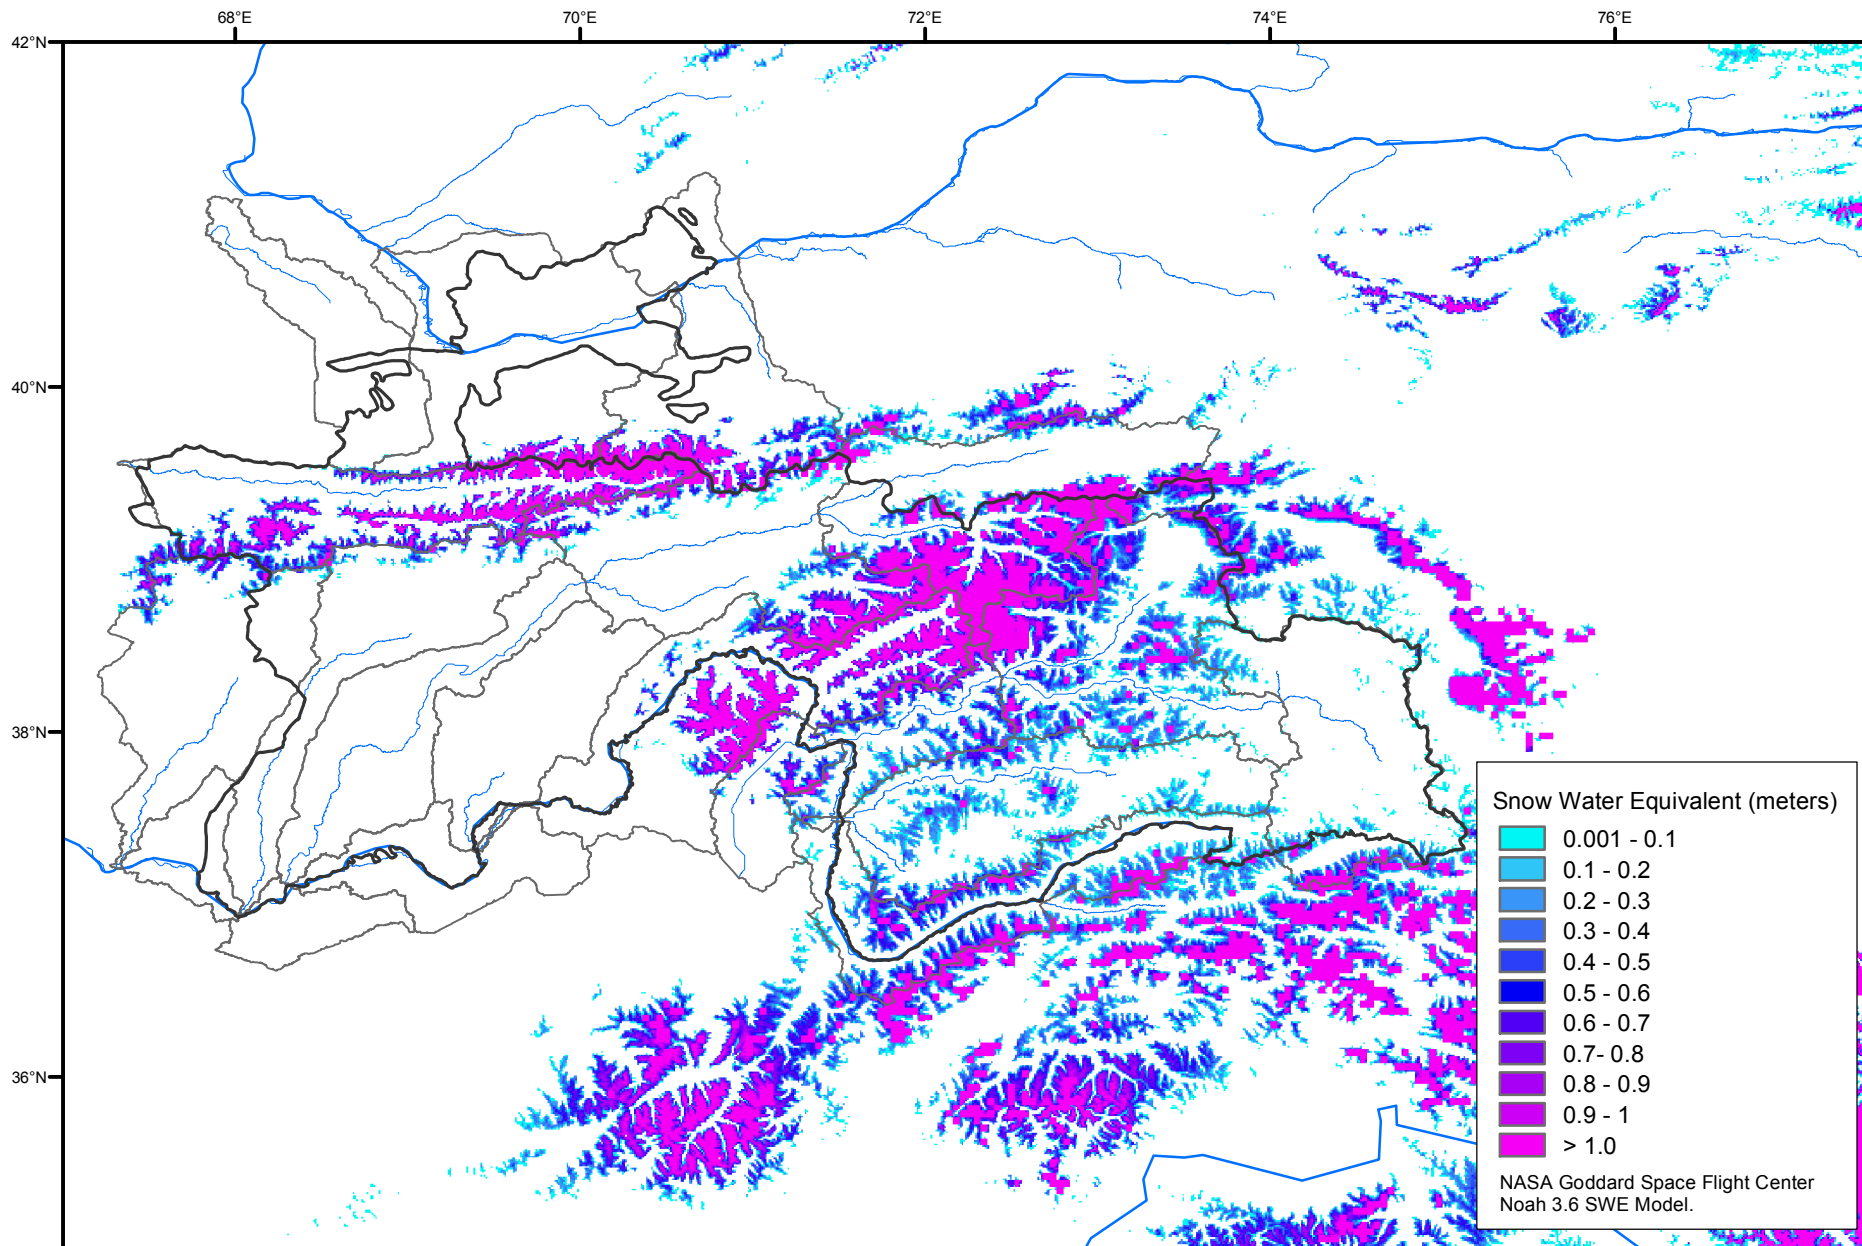 68°E
70°E
72°E
74°E
76°E
42°N
40°N
38°N
36°N
Snow Water Equivalent (meters)
0.001 - 0.1
0.1 - 0.2
0.2 - 0.3
0.3 - 0.4
0.4 - 0.5
0.5 - 0.6
0.6 - 0.7
0.7- 0.8
0.8 - 0.9
0.9 - 1
> 1.0
NASA Goddard Space Flight Center
Noah 3.6 SWE Model.